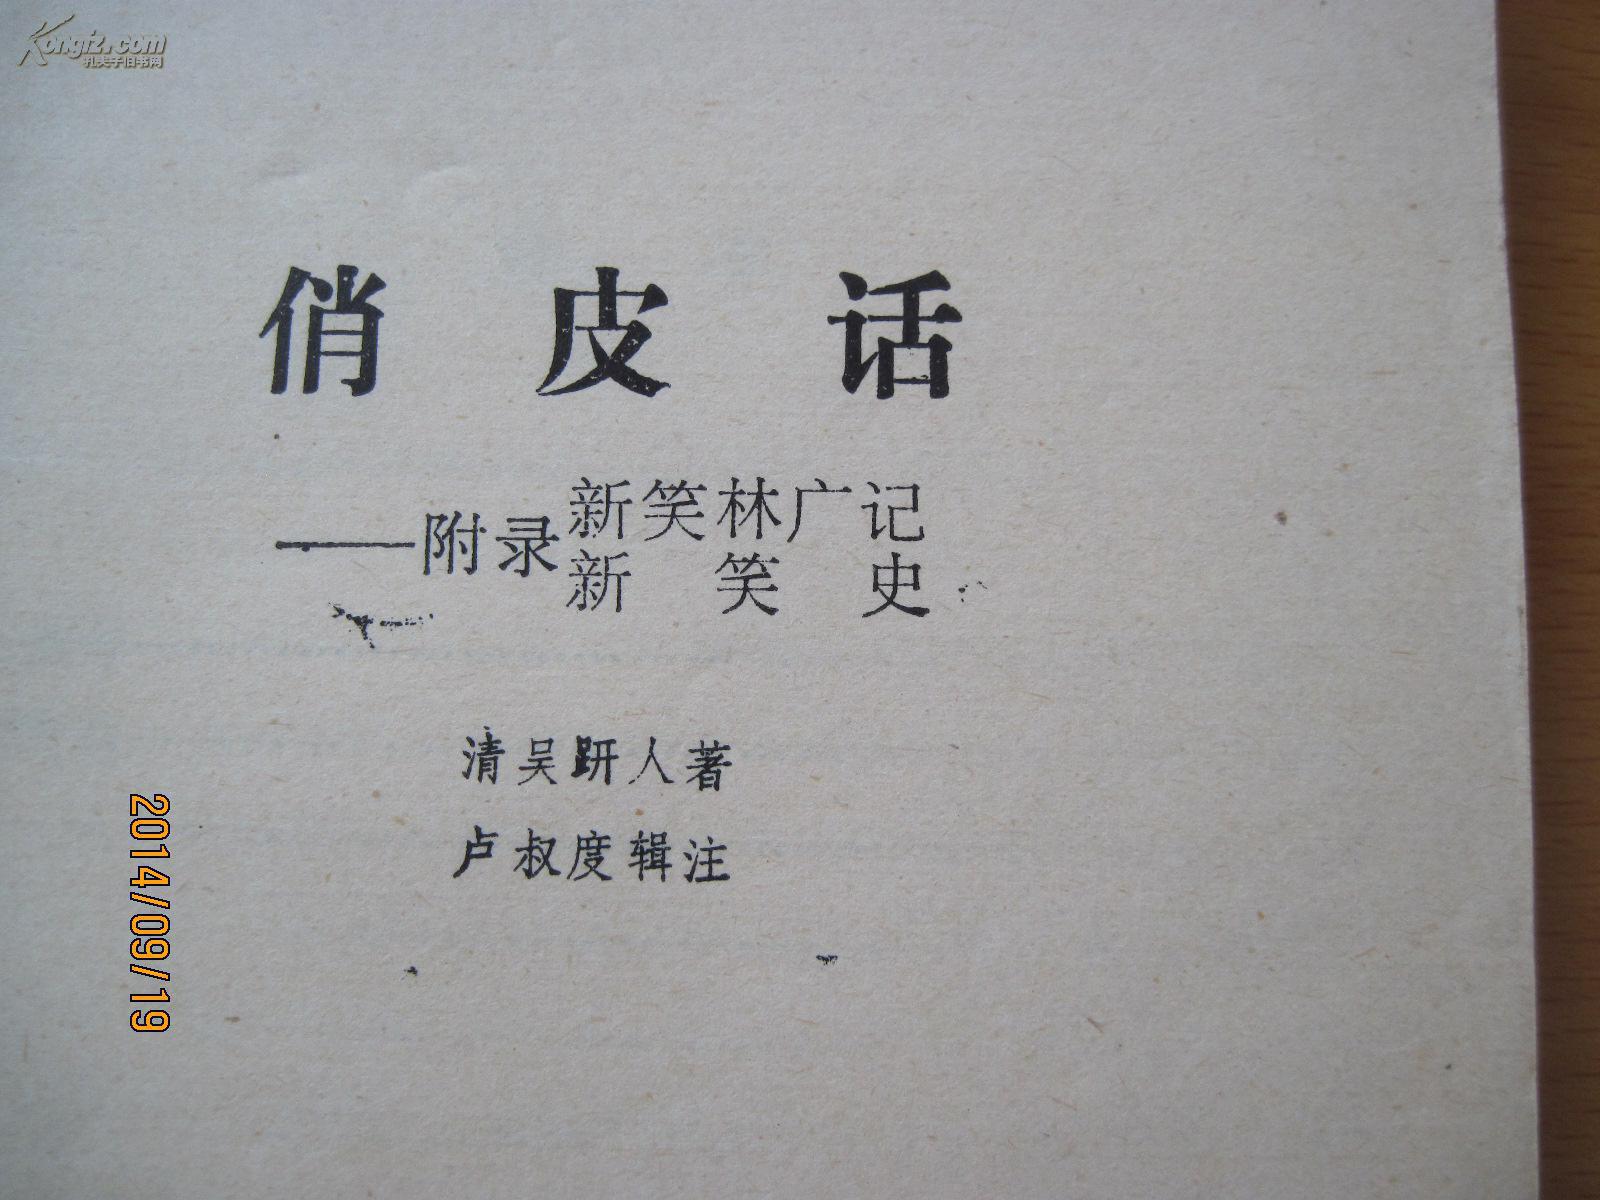 Kongfz.com
孔夫子旧书网
俏皮话
——附录新笑林广记
新笑史
清吴趼人著
卢叔度辑注
2014/09/19